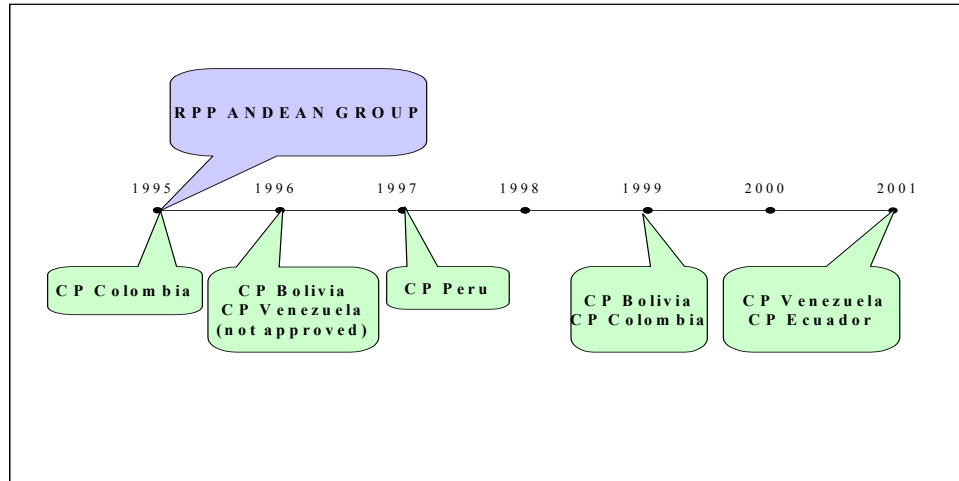 RPP ANDEAN GROUP
1995 1996 1997 1998 1999 2000 2001
CP Colombia
CP Bolivia
CP Venezuela
(not approved)
CP Peru
CP Bolivia
CP Colombia
CP Venezuela
CP Ecuador